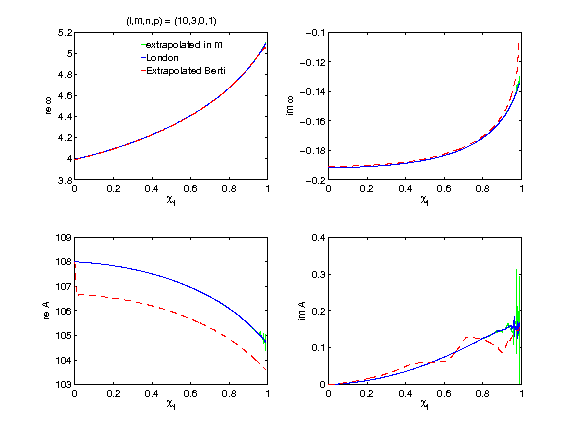 (l,m,n,p) = (10,3,0,1)
re ω
5.2
5
4.8
4.6
4.4
4.2
4
3.8
extrapolated in m
London
Extrapolated Berti
0 0.2 0.4 0.6 0.8 1
χf
im ω
−0.1
−0.12
−0.14
−0.16
−0.18
−0.2
0 0.2 0.4 0.6 0.8 1
χf
re A
109
108
107
106
105
104
103
0 0.2 0.4 0.6 0.8 1
χf
im A
0.4
0.3
0.2
0.1
0
0 0.2 0.4 0.6 0.8 1
χf